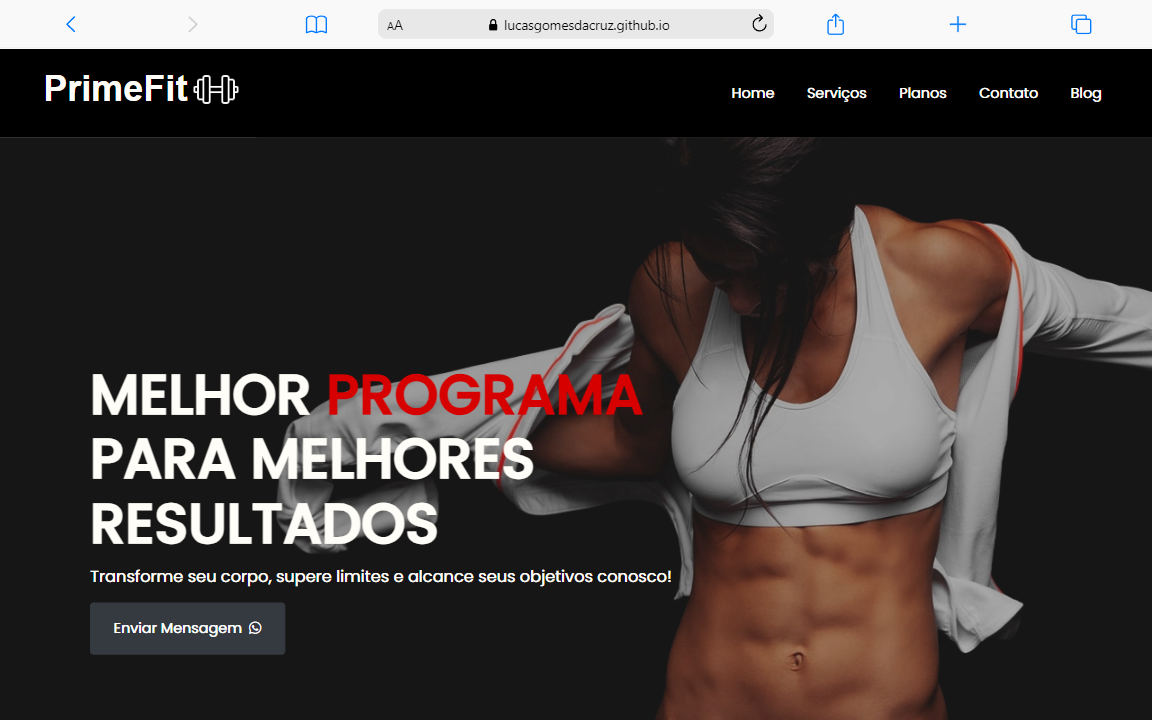 AA
lucasgomesdacruz.github.io
PrimeFit
Home Serviços Planos Contato Blog
MELHOR PROGRAMA
PARA MELHORES
RESULTADOS
Transforme seu corpo, supere limites e alcance seus objetivos conosco!
Enviar Mensagem